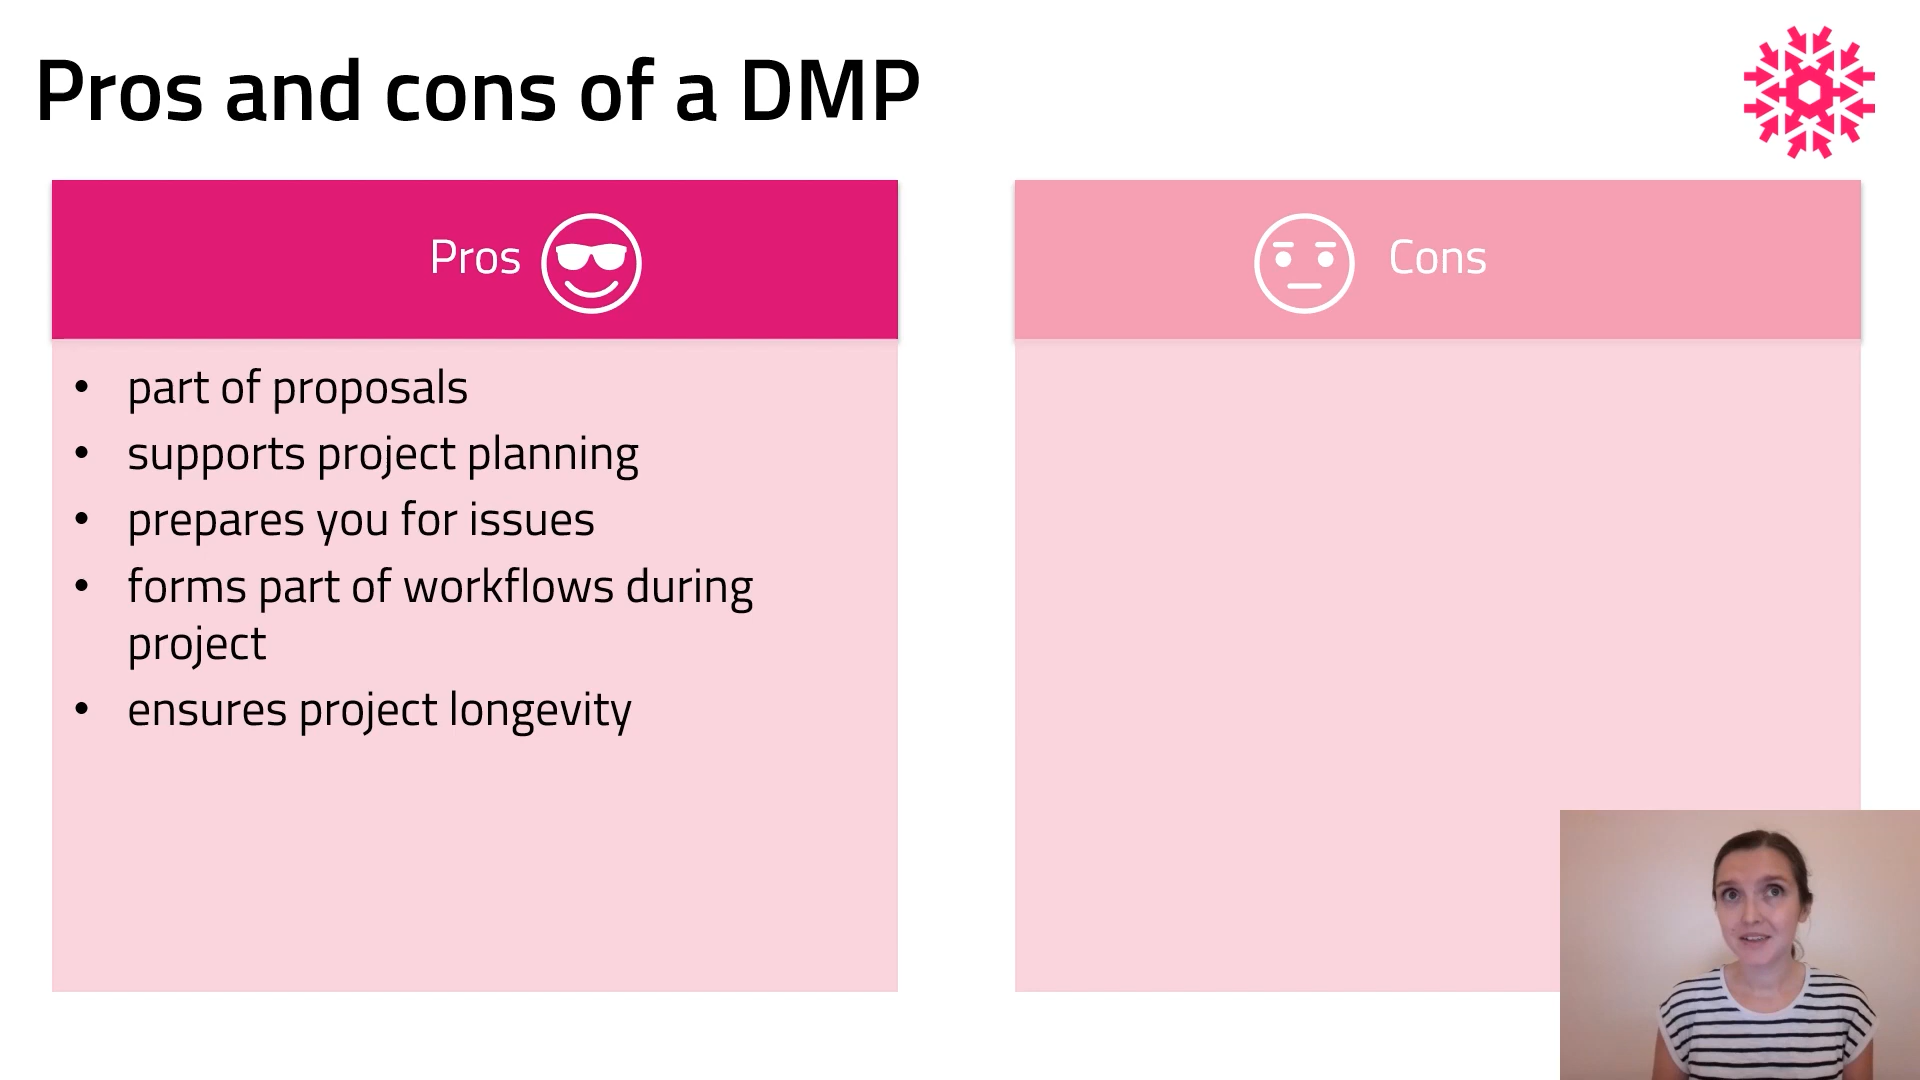 Pros and cons of a DMP
Pros
• part of proposals
• supports project planning
• prepares you for issues
• forms part of workflows during
project
• ensures project longevity
Cons